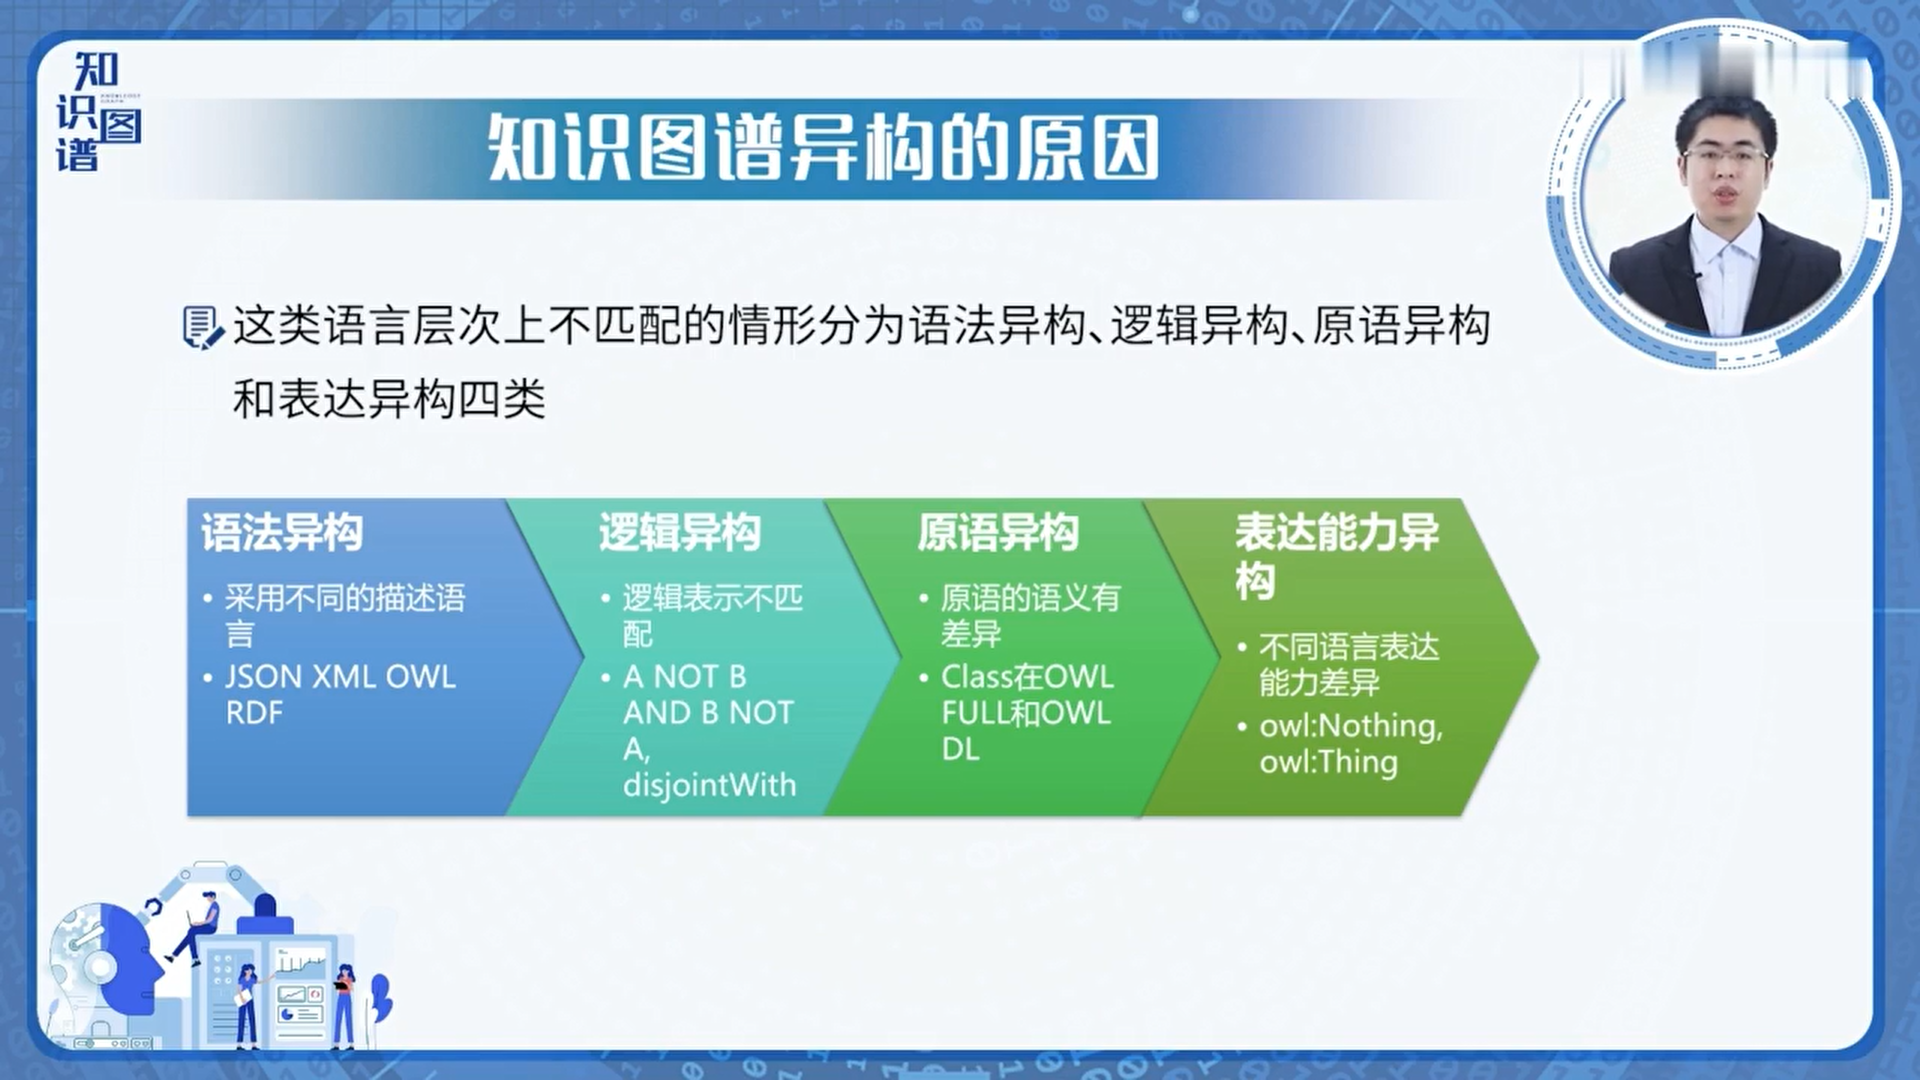 知识图谱
知识图谱异构的原因
这类语言层次上不匹配的情形分为语法异构、逻辑异构、原语异构
和表达异构四类
语法异构
• 采用不同的描述语
言
• JSON XML OWL
RDF
逻辑异构
• 逻辑表示不匹
配
• A NOT B
AND B NOT
A,
disjointWith
原语异构
• 原语的语义有
差异
• Class在OWL
FULL和OWL
DL
表达能力异
构
• 不同语言表达
能力差异
• owl:Nothing,
owl:Thing